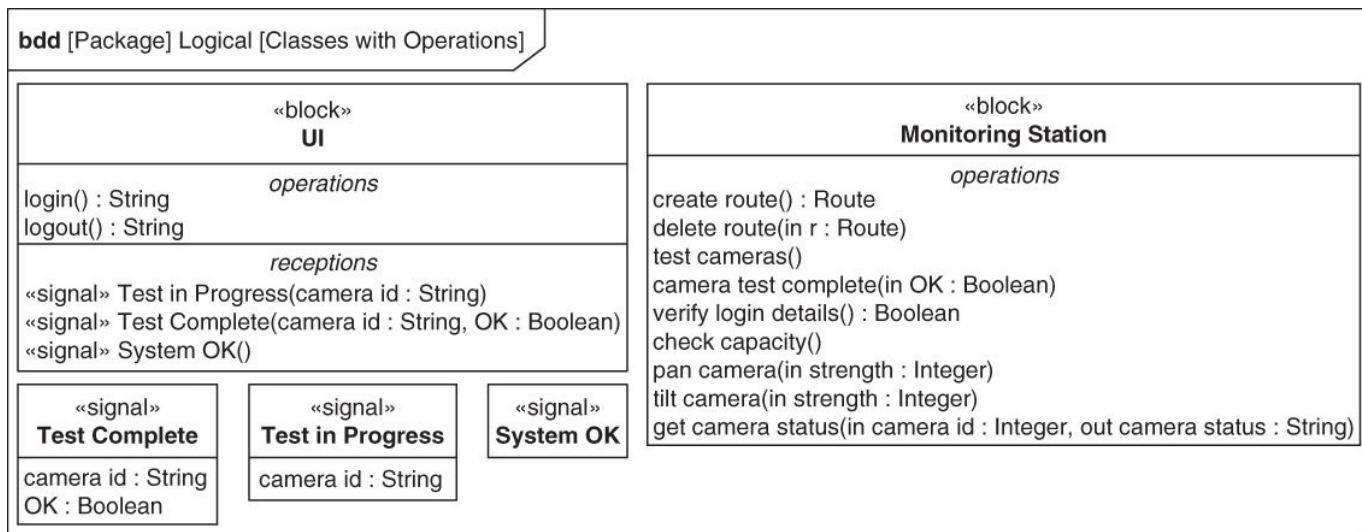 bdd [Package] Logical [Classes with Operations]
«block»
UI
operations
login() : String
logout() : String
receptions
«signal» Test in Progress(camera id : String)
«signal» Test Complete(camera id : String, OK : Boolean)
«signal» System OK()
«block»
Monitoring Station
operations
create route() : Route
delete route(in r : Route)
test cameras()
camera test complete(in OK : Boolean)
verify login details() : Boolean
check capacity()
pan camera(in strength : Integer)
tilt camera(in strength : Integer)
get camera status(in camera id : Integer, out camera status : String)
«signal»
Test Complete
camera id : String
OK : Boolean
«signal»
Test in Progress
camera id : String
«signal»
System OK